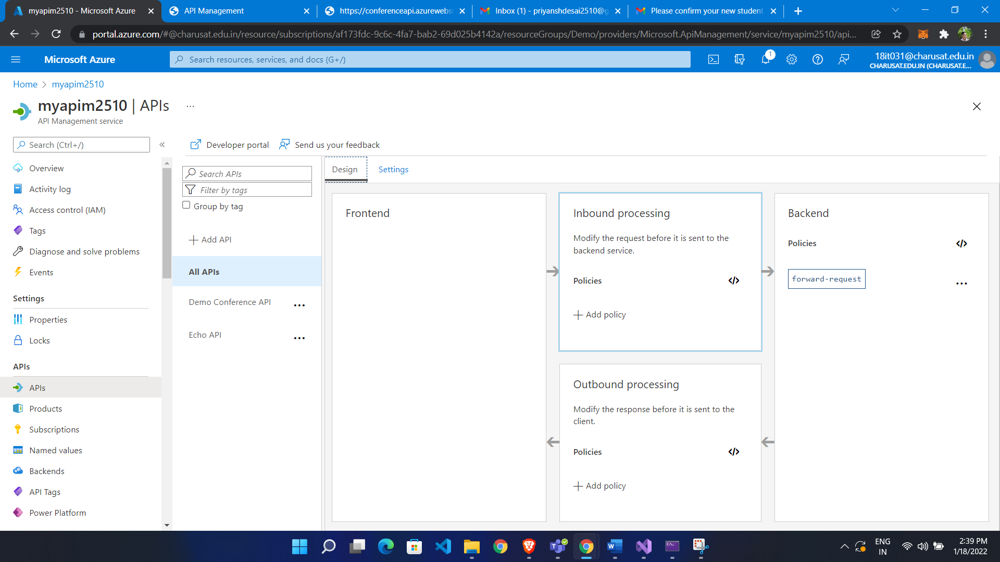 myapim2510 - Microsoft Azure
API Management
https://conferenceapi.azurewebsi
Inbox (1) - priyanshdesai2510@g
Please confirm your new student
portal.azure.com/#@charusat.edu.in/resource/subscriptions/af173fdc-9c6c-4fa7-bab2-69d025b4142a/resourceGroups/Demo/providers/Microsoft.ApiManagement/service/myapim2510/api...
Microsoft Azure
Search resources, services, and docs (G+/)
1
18it031@charusat.edu.in
CHARUSAT.EDU.IN (CHARUSAT.E...
Home > myapim2510
myapim2510 | APIs ...
API Management service
Search (Ctrl+/)
«
Overview
Activity log
Access control (IAM)
Tags
Diagnose and solve problems
Events
Settings
Properties
Locks
APIs
APIs
Products
Subscriptions
Named values
Backends
API Tags
Power Platform
Developer portal
Send us your feedback
Search APIs
Filter by tags
Group by tag
+ Add API
All APIs
Demo Conference API ...
Echo API ...
Design
Settings
Frontend
Inbound processing
Modify the request before it is sent to the
backend service.
Policies </>
+ Add policy
Outbound processing
Modify the response before it is sent to the
client.
Policies </>
+ Add policy
Backend
Policies </>
forward-request ...
ENG
IN
2:39 PM
1/18/2022